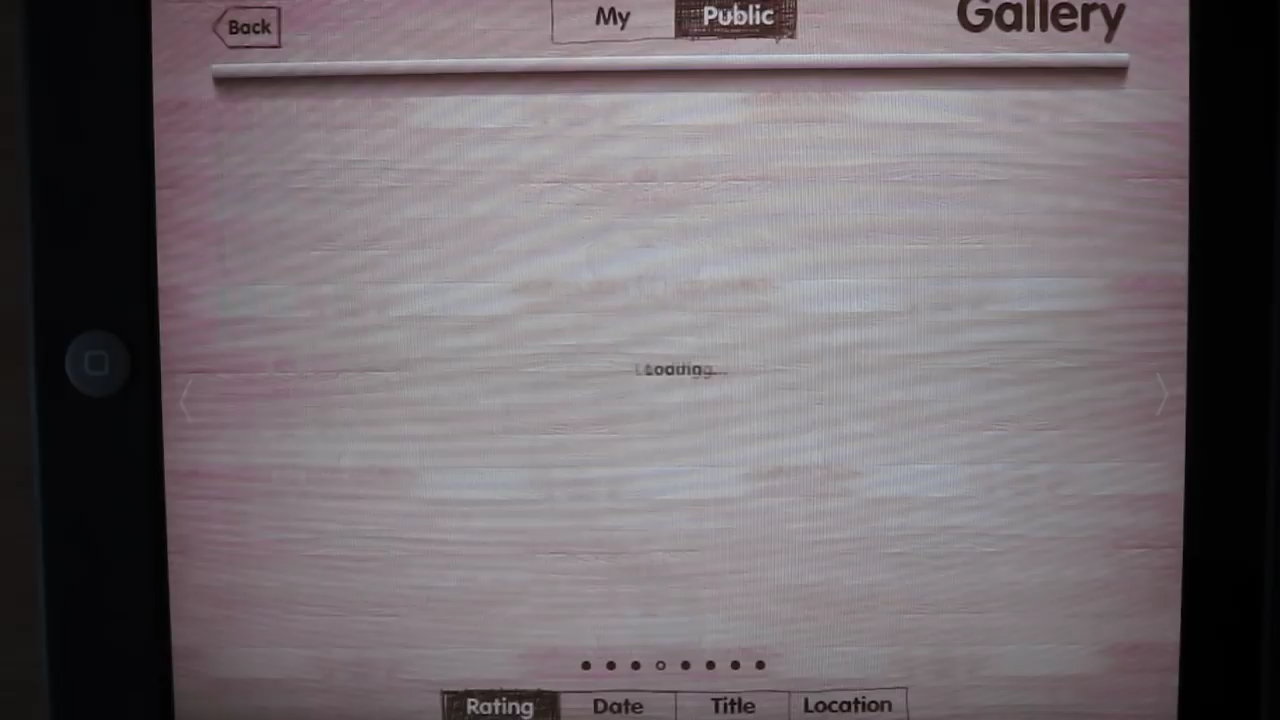 Back
My
Public
Gallery
Loading...
Rating
Date
Title
Location